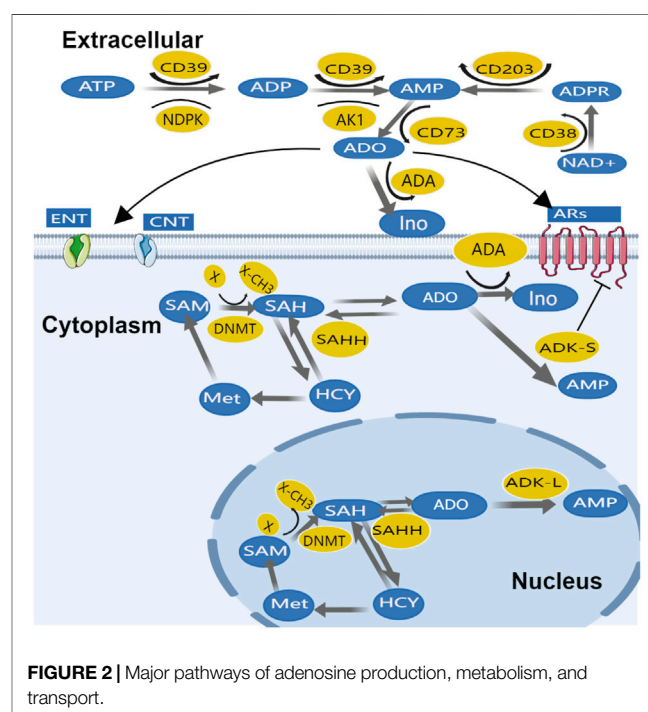 Extracellular
CD39
CD39
CD203
ATP
ADP
AMP
ADPR
NDPK
AK1
CD73
CD38
ADO
NAD+
ADA
ENT
CNT
Ino
ARs
ADA
X
X-CH3
SAM
SAH
ADO
Ino
Cytoplasm
DNMT
SAHH
ADK-S
Met
HCY
AMP
X-CH3
ADK-L
SAH
ADO
AMP
X
DNMT
SAHH
SAM
Nucleus
Met
HCY
FIGURE 2 | Major pathways of adenosine production, metabolism, and
transport.